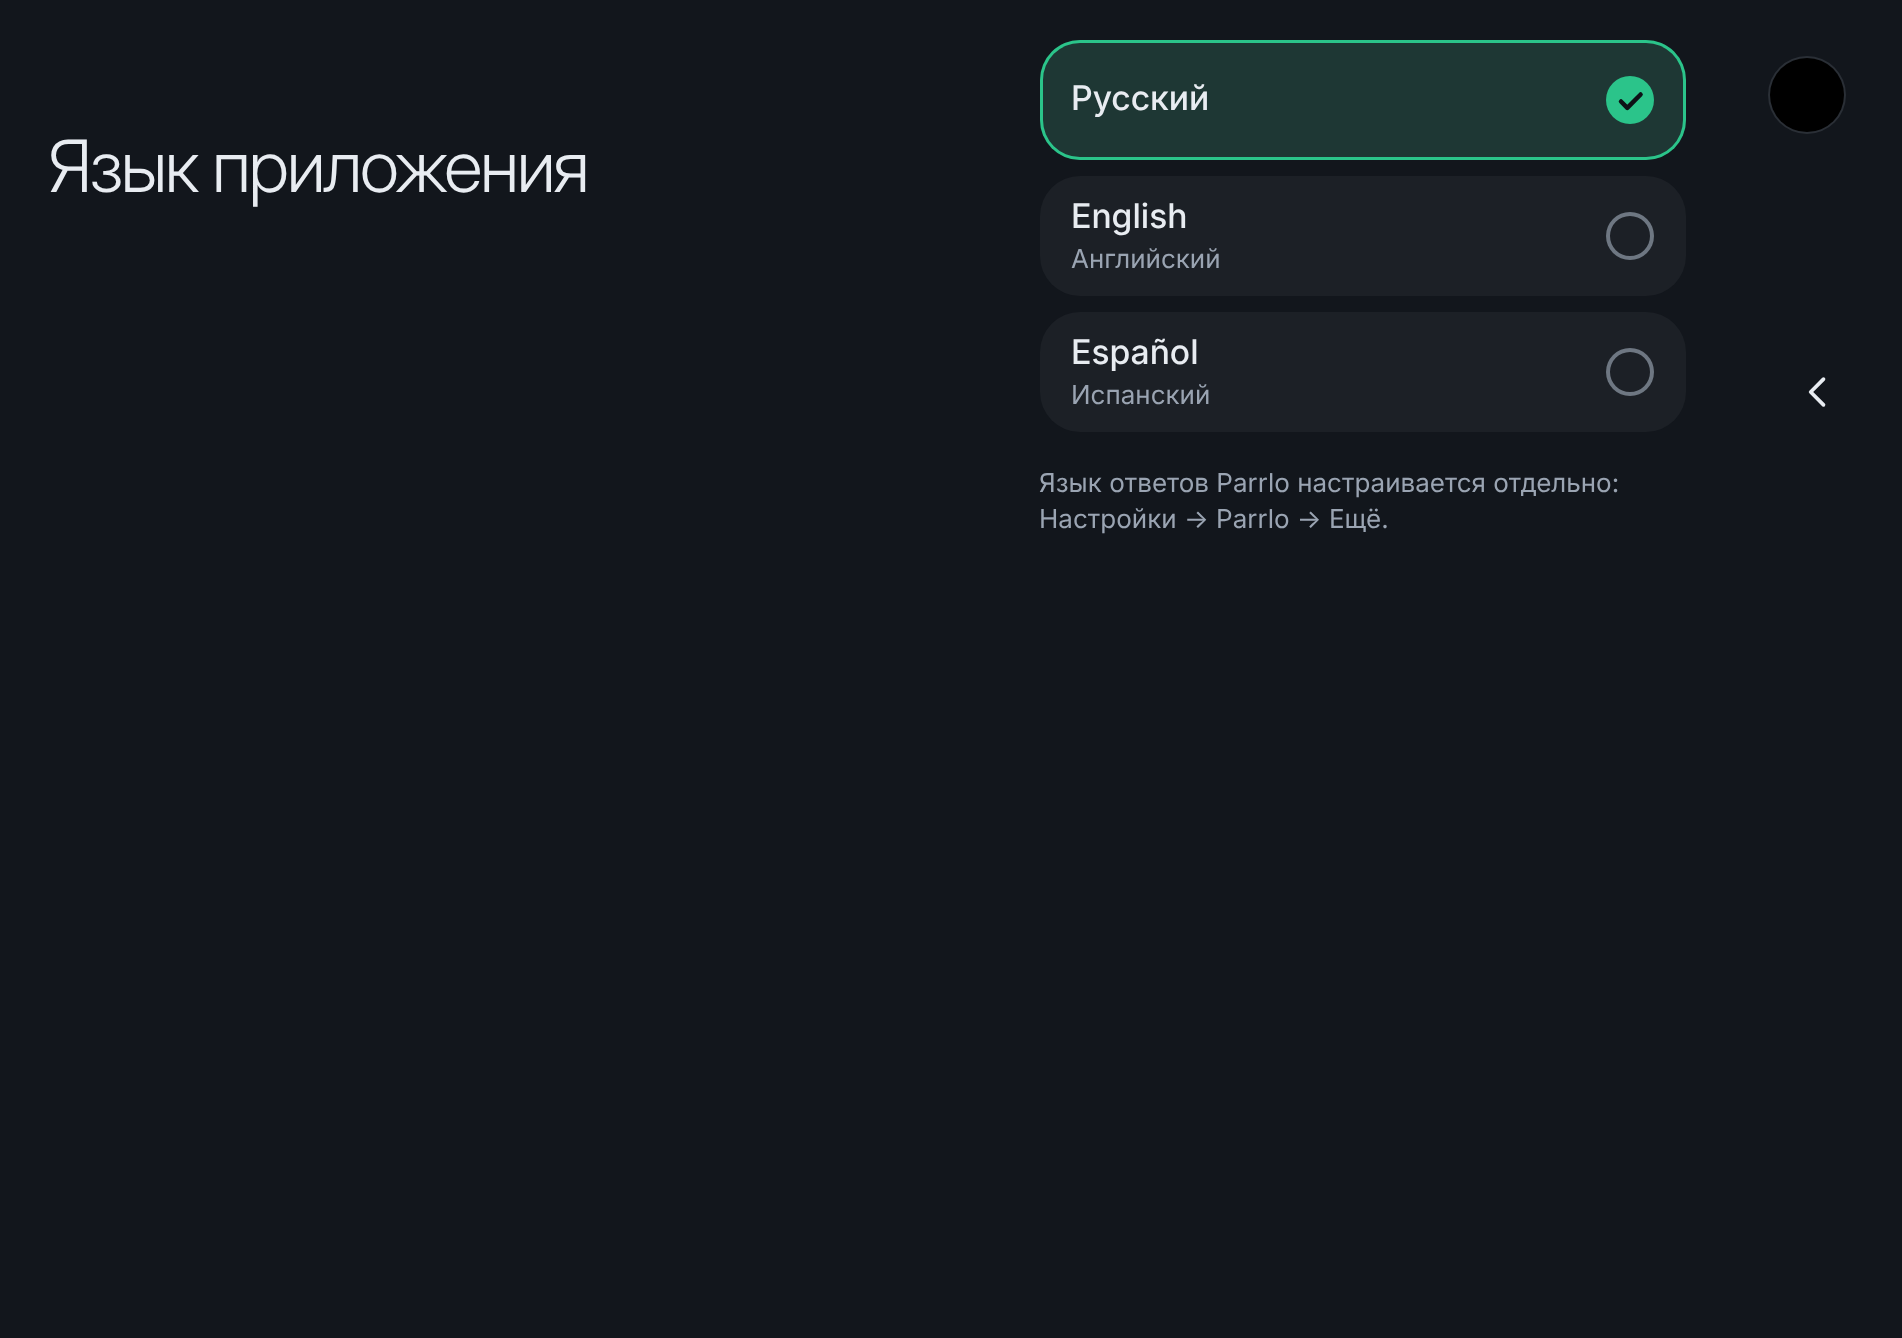 Язык приложения
Русский
English
Английский
Español
Испанский
Язык ответов Parrlo настраивается отдельно:
Настройки → Parrlo → Ещё.